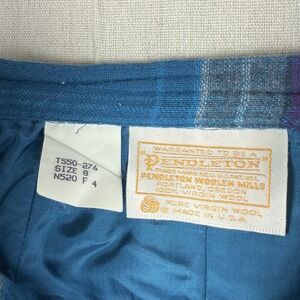 T550-274
SIZE 8
N520 F 4
WARRANTED TO BE A
"PENDLETON"
PENDLETON WOOLEN MILLS
PORTLAND, OREGON
100% VIRGIN WOOL
PURE VIRGIN WOOL
MADE IN U.S.A.